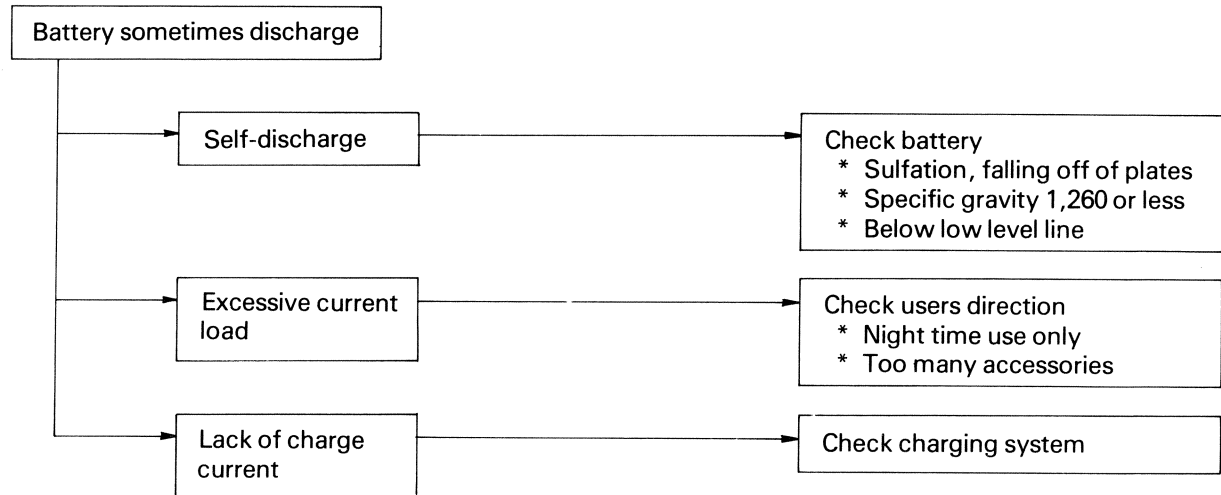 Battery sometimes discharge
Self-discharge
Check battery
* Sulfation, falling off of plates
* Specific gravity 1,260 or less
* Below low level line
Excessive current
load
Check users direction
* Night time use only
* Too many accessories
Lack of charge
current
Check charging system